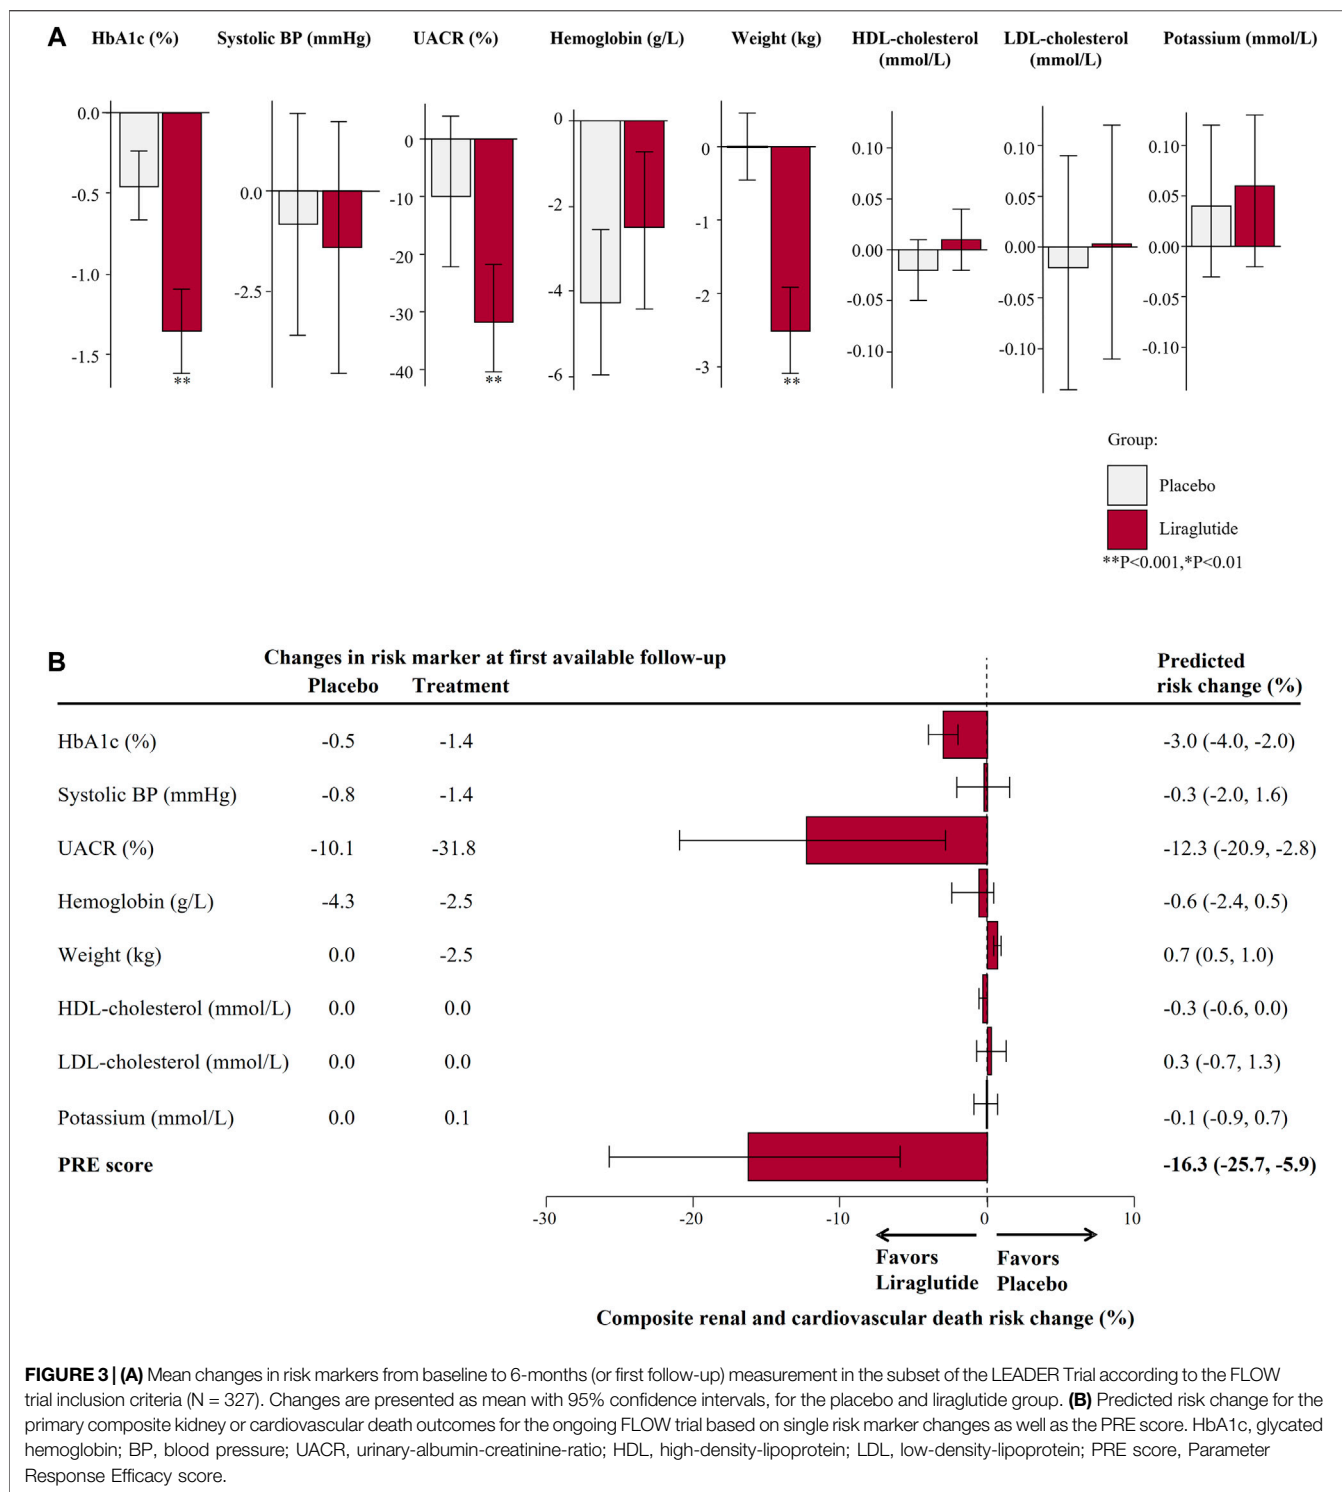 A
HbA1c (%)
Systolic BP (mmHg)
UACR (%)
Hemoglobin (g/L)
Weight (kg)
HDL-cholesterol
(mmol/L)
LDL-cholesterol
(mmol/L)
Potassium (mmol/L)
0.0
-0.5
-1.0
-1.5
**
0.0
-2.5
0
-10
-20
-30
-40
**
0
-2
-4
-6
0
-1
-2
-3
**
0.10
0.05
0.00
-0.05
-0.10
0.10
0.05
0.00
-0.05
-0.10
0.10
0.05
0.00
-0.05
-0.10
Group:
Placebo
Liraglutide
**P<0.001,*P<0.01
B
Changes in risk marker at first available follow-up
Placebo Treatment
Predicted
risk change (%)
HbA1c (%) -0.5 -1.4 -3.0 (-4.0, -2.0)
Systolic BP (mmHg) -0.8 -1.4 -0.3 (-2.0, 1.6)
UACR (%) -10.1 -31.8 -12.3 (-20.9, -2.8)
Hemoglobin (g/L) -4.3 -2.5 -0.6 (-2.4, 0.5)
Weight (kg) 0.0 -2.5 0.7 (0.5, 1.0)
HDL-cholesterol (mmol/L) 0.0 0.0 -0.3 (-0.6, 0.0)
LDL-cholesterol (mmol/L) 0.0 0.0 0.3 (-0.7, 1.3)
Potassium (mmol/L) 0.0 0.1 -0.1 (-0.9, 0.7)
PRE score -16.3 (-25.7, -5.9)
-30 -20 -10 0 10
Favors
Liraglutide
Favors
Placebo
Composite renal and cardiovascular death risk change (%)
FIGURE 3 | (A) Mean changes in risk markers from baseline to 6-months (or first follow-up) measurement in the subset of the LEADER Trial according to the FLOW
trial inclusion criteria (N = 327). Changes are presented as mean with 95% confidence intervals, for the placebo and liraglutide group. (B) Predicted risk change for the
primary composite kidney or cardiovascular death outcomes for the ongoing FLOW trial based on single risk marker changes as well as the PRE score. HbA1c, glycated
hemoglobin; BP, blood pressure; UACR, urinary-albumin-creatinine-ratio; HDL, high-density-lipoprotein; LDL, low-density-lipoprotein; PRE score, Parameter
Response Efficacy score.